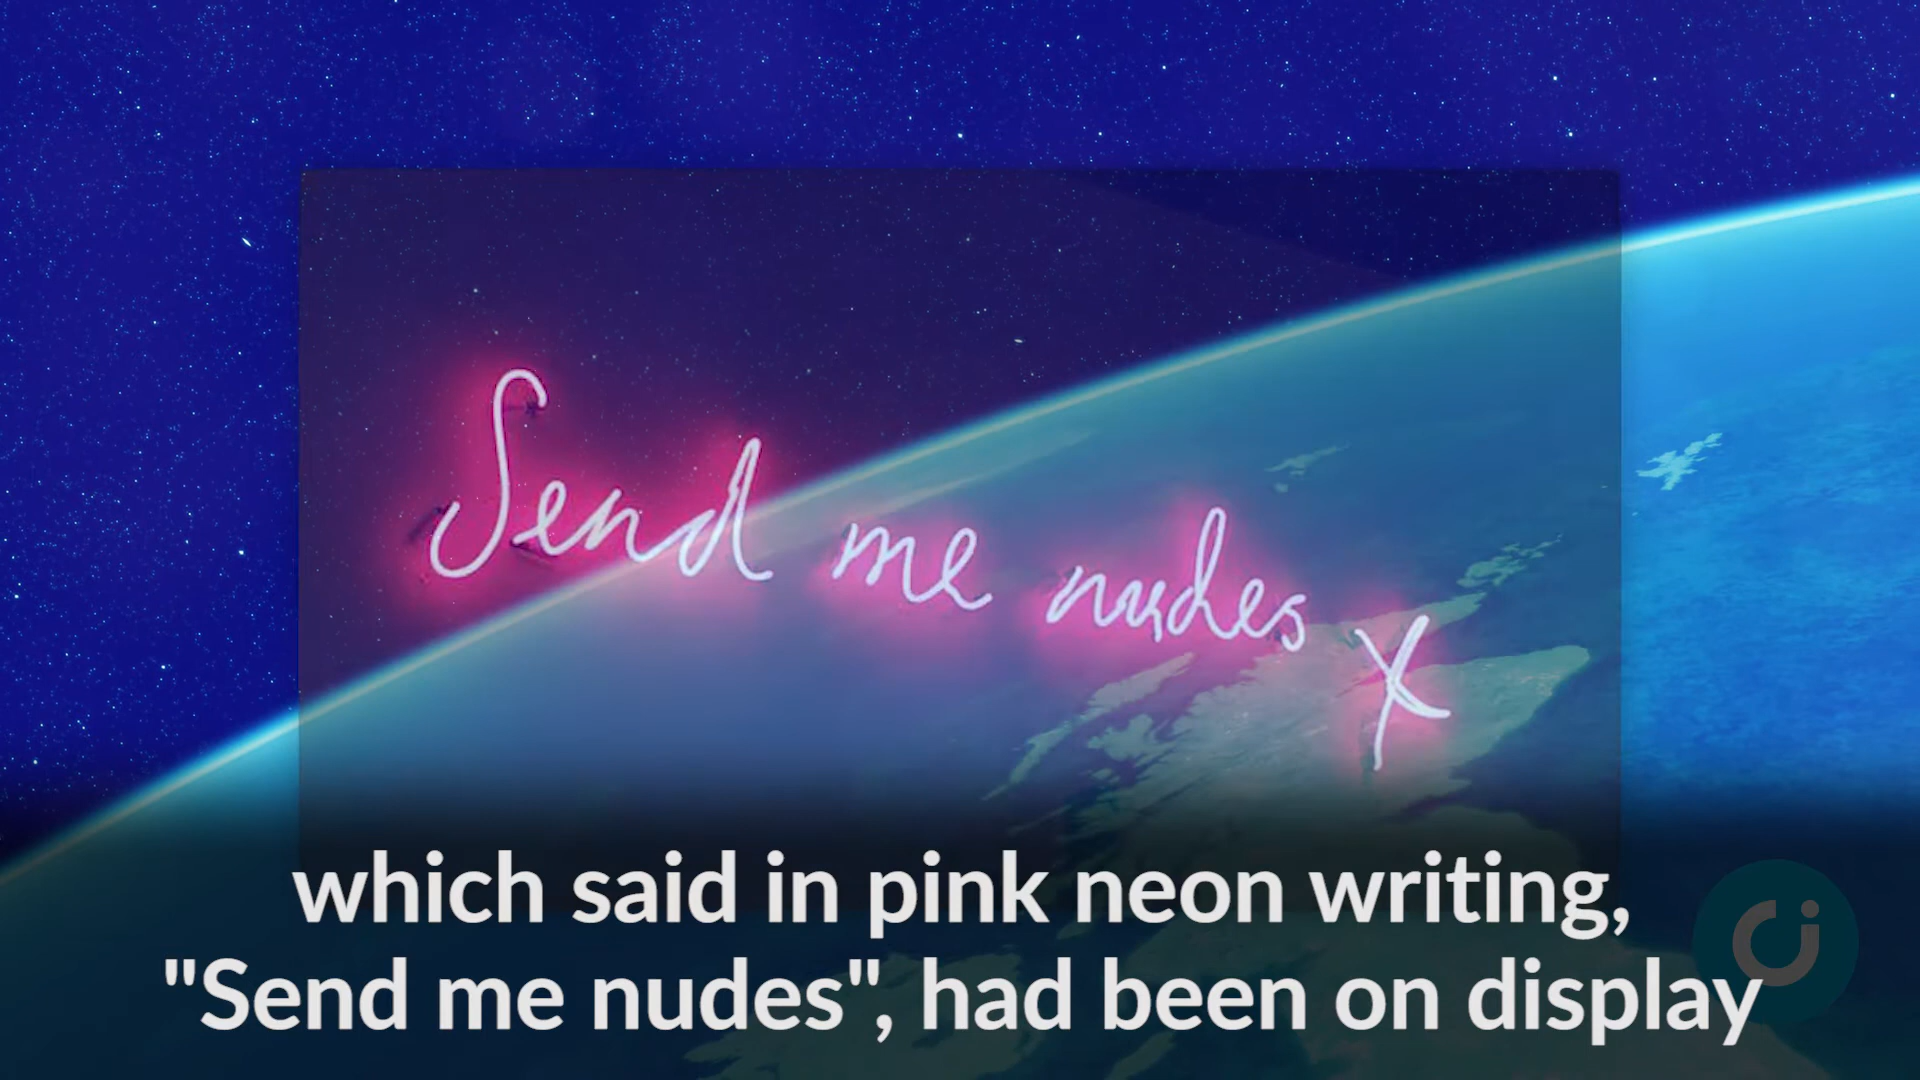 Send me nudes x
which said in pink neon writing,
"Send me nudes", had been on display